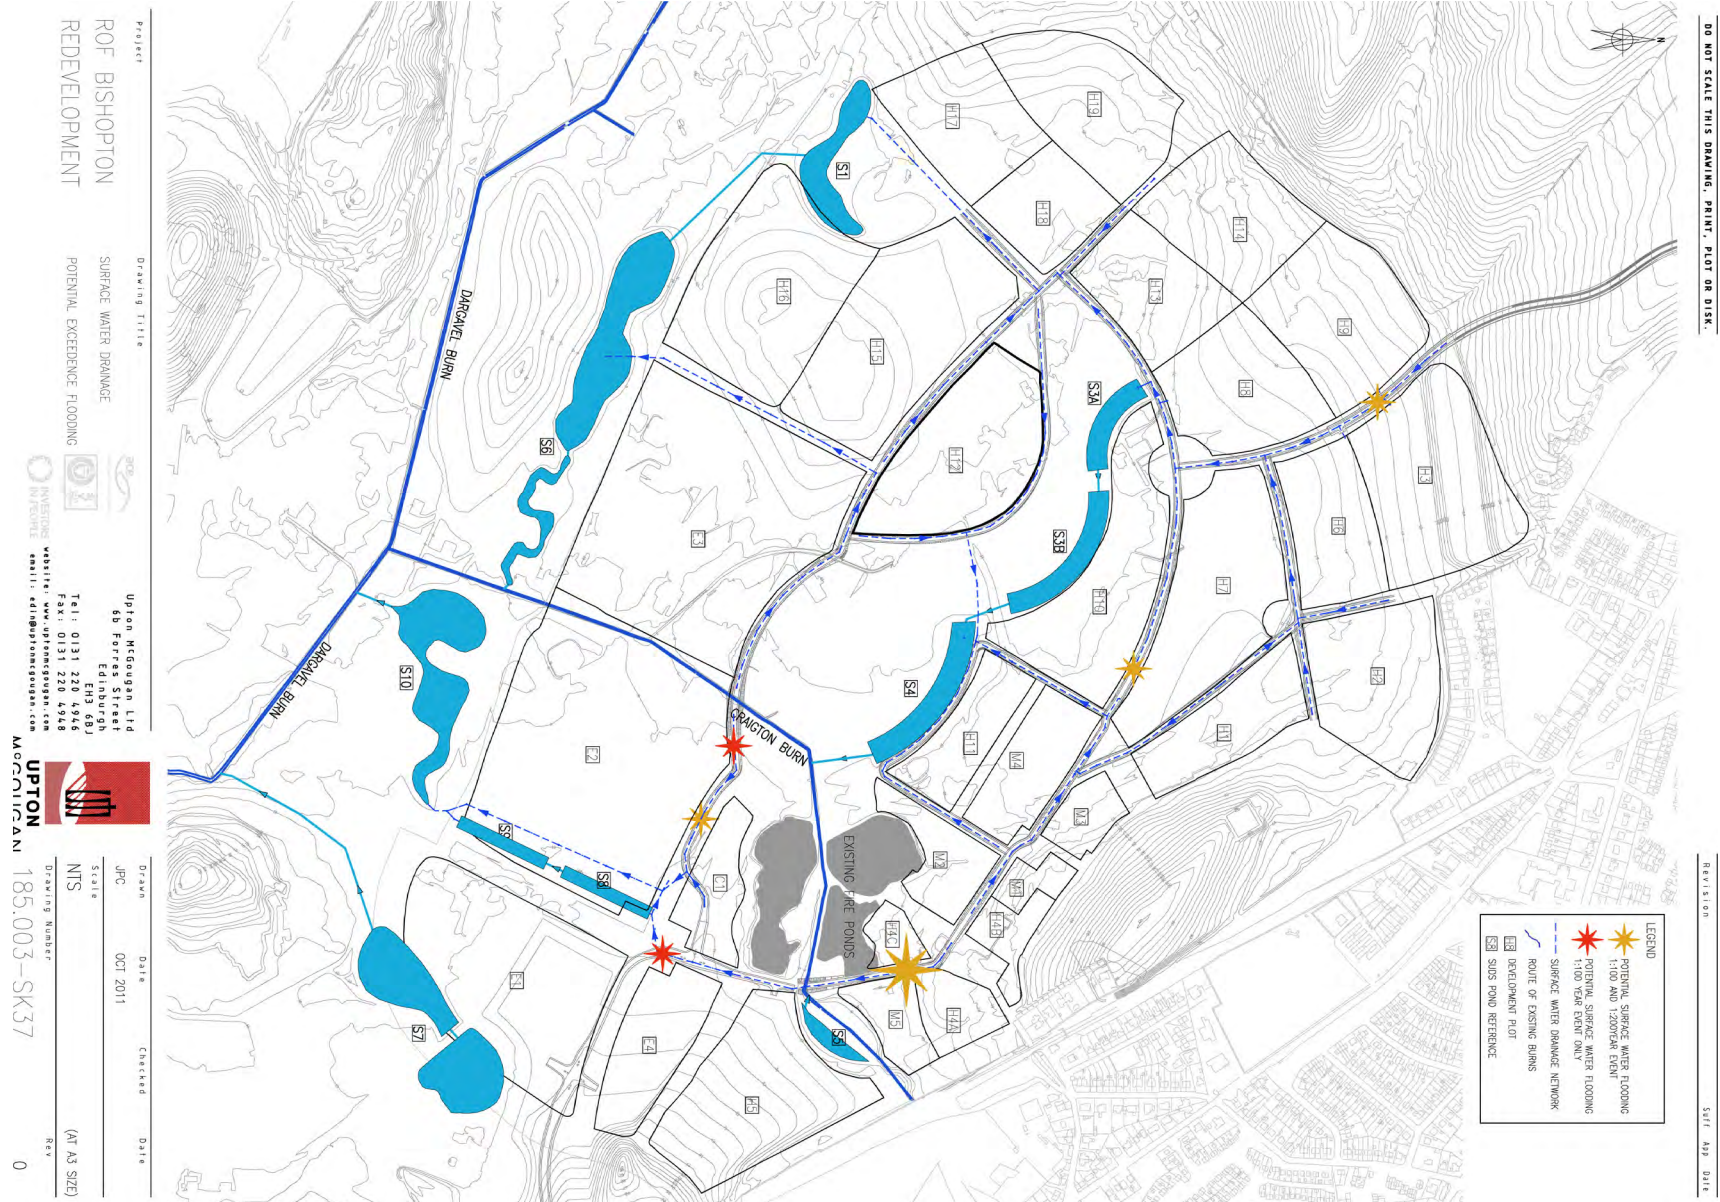 DO NOT SCALE THIS DRAWING, PRINT, PLOT OR DISK.
N
Revision
Suff App Date
LEGEND
POTENTIAL SURFACE WATER FLOODING
1:100 AND 1:200YEAR EVENT
POTENTIAL SURFACE WATER FLOODING
1:100 YEAR EVENT ONLY
SURFACE WATER DRAINAGE NETWORK
ROUTE OF EXISTING BURNS
H8 DEVELOPMENT PLOT
S8 SUDS POND REFERENCE
H19
H17
H18
H14
H13
H9
H8
H3
H6
H7
H2
H1
H16
H15
H12
H10
H11
M4
M3
M2
M1
H4B
H4C
H4A
M5
E3
E2
C1
E1
E4
H5
S1
S3A
S3B
S4
S5
S6
S7
S8
S9
S10
DARGAVEL BURN
DARGAVEL BURN
CRAIGTON BURN
EXISTING FIRE PONDS
Project
ROF BISHOPTON
REDEVELOPMENT
Drawing Title
SURFACE WATER DRAINAGE
POTENTIAL EXCEEDENCE FLOODING
INVESTORS
IN PEOPLE
Upton McGougan Ltd
6b Forres Street
Edinburgh
EH3 6BJ
Tel: 0131 220 4946
Fax: 0131 220 4948
website: www.uptonmcgougan.com
email: edin@uptonmcgougan.com
UPTON
McGOUGAN
Drawn
Date
Checked
Date
JPC
OCT 2011
Scale
NTS
(AT A3 SIZE)
Drawing Number
Rev
185.003-SK37
0